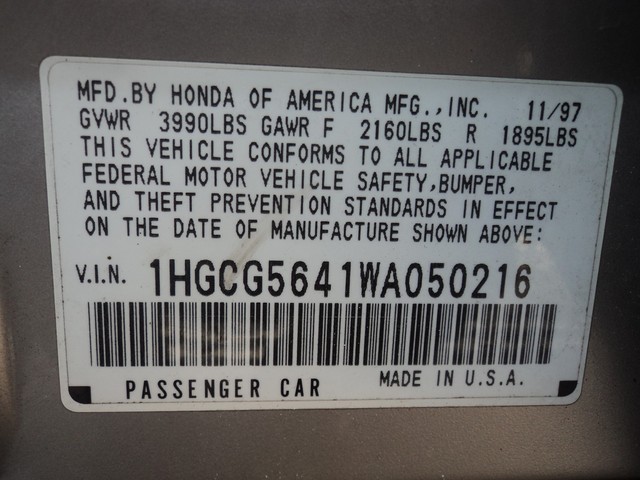 MFD.BY HONDA OF AMERICA MFG.,INC. 11/97
GVWR 3990LBS GAWR F 2160LBS R 1895LBS
THIS VEHICLE CONFORMS TO ALL APPLICABLE
FEDERAL MOTOR VEHICLE SAFETY,BUMPER,
AND THEFT PREVENTION STANDARDS IN EFFECT
ON THE DATE OF MANUFACTURE SHOWN ABOVE:
V.I.N. 1HGCG5641WA050216
PASSENGER CAR MADE IN U.S.A.